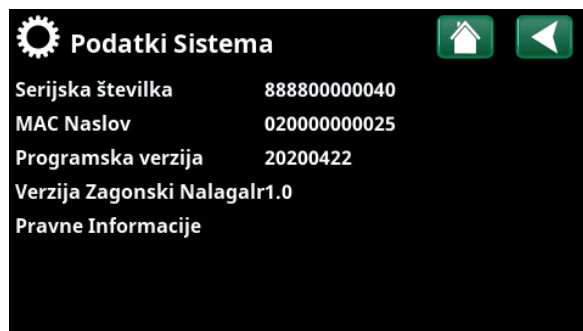 Podatki Sistema
Serijska številka 888800000040
MAC Naslov 020000000025
Programska verzija 20200422
Verzija Zagonski Nalagalr1.0
Pravne Informacije